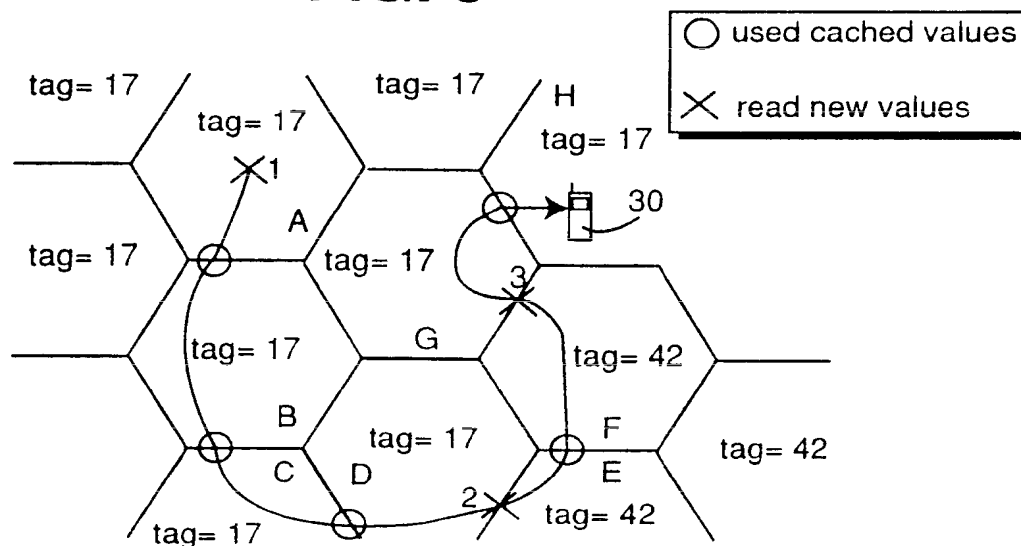 used cached values
read new values
tag= 17
tag= 17
tag= 17
H
tag= 17
1
30
A
tag= 17
tag= 17
3
tag= 17
G
tag= 42
B
tag= 17
F
tag= 42
C
D
E
2
tag= 17
tag= 42